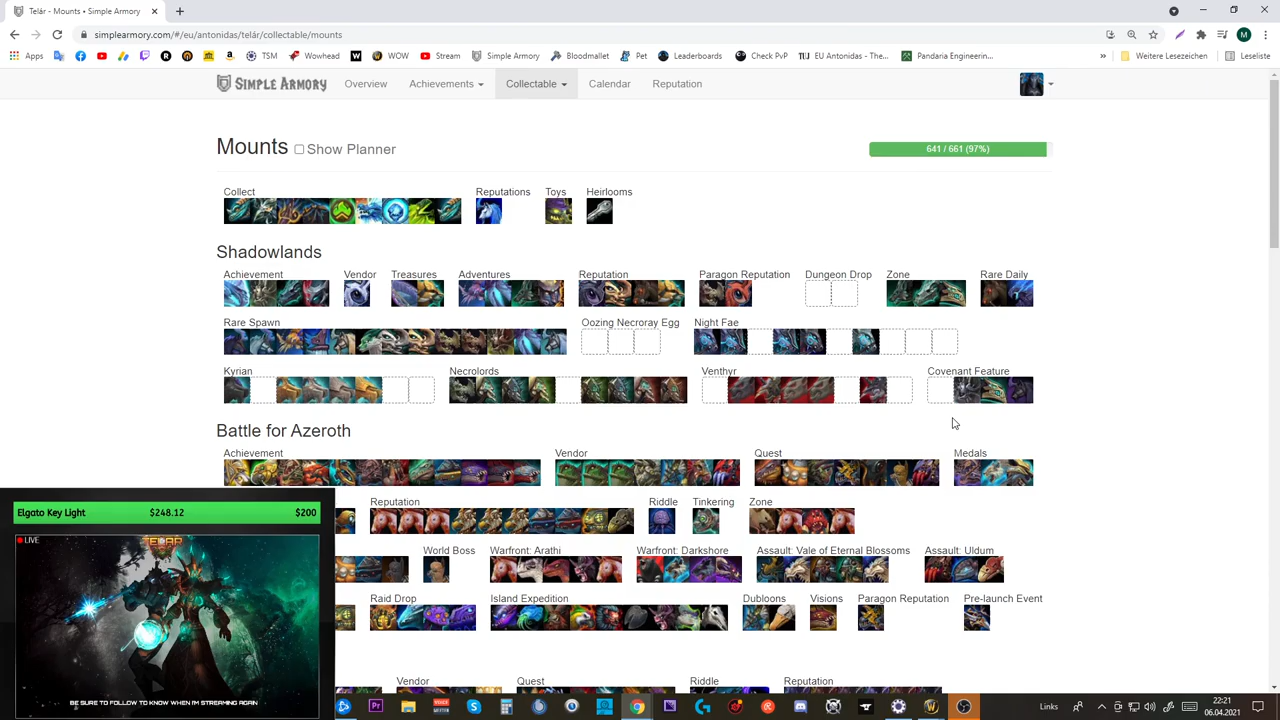 Telár - Mounts • Collectable • Si
simplearmory.com/#/eu/antonidas/telár/collectable/mounts
Apps TSM Wowhead WOW Stream Simple Armory Bloodmallet Pet Leaderboards Check PvP EU Antonidas - The... Pandaria Engineerin... » Weitere Lesezeichen Leseliste
SIMPLE ARMORY Overview Achievements Collectable Calendar Reputation
Mounts Show Planner 641 / 661 (97%)
Collect Reputations Toys Heirlooms
Shadowlands
Achievement Vendor Treasures Adventures Reputation Paragon Reputation Dungeon Drop Zone Rare Daily
Rare Spawn Oozing Necroray Egg Night Fae
Kyrian Necrolords Venthyr Covenant Feature
Battle for Azeroth
Achievement Vendor Quest Medals
Reputation Riddle Tinkering Zone
World Boss Warfront: Arathi Warfront: Darkshore Assault: Vale of Eternal Blossoms Assault: Uldum
Raid Drop Island Expedition Dubloons Visions Paragon Reputation Pre-launch Event
Vendor Quest Riddle Reputation
Elgato Key Light $248.12 $200
LIVE
TELAR
BE SURE TO FOLLOW TO KNOW WHEN I'M STREAMING AGAIN
Links
22:21
06.04.2021